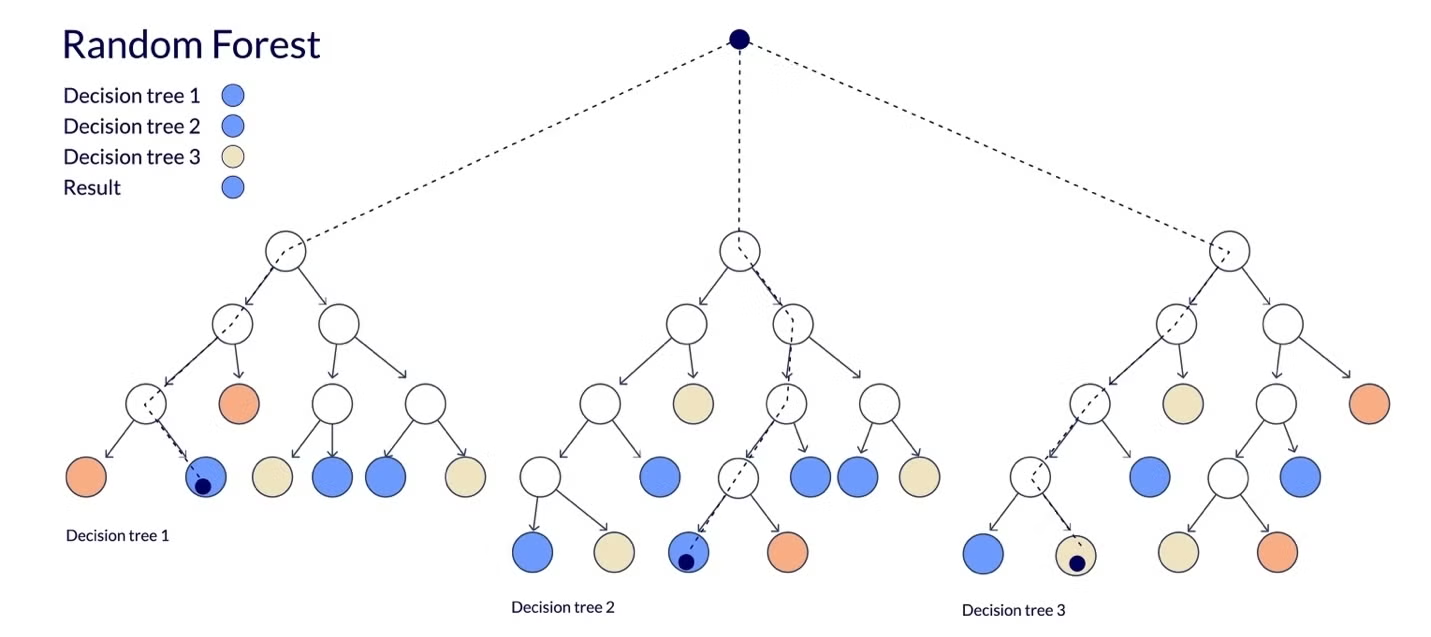 Random Forest
Decision tree 1
Decision tree 2
Decision tree 3
Result
Decision tree 1
Decision tree 2
Decision tree 3